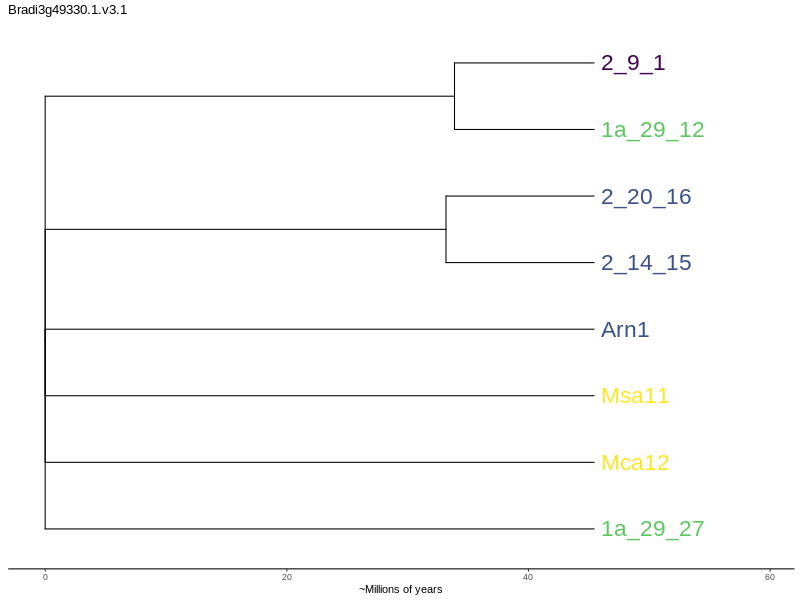 Bradi3g49330.1.v3.1
2_9_1
1a_29_12
2_20_16
2_14_15
Arn1
Msa11
Mca12
1a_29_27
0 20 40 60
~Millions of years